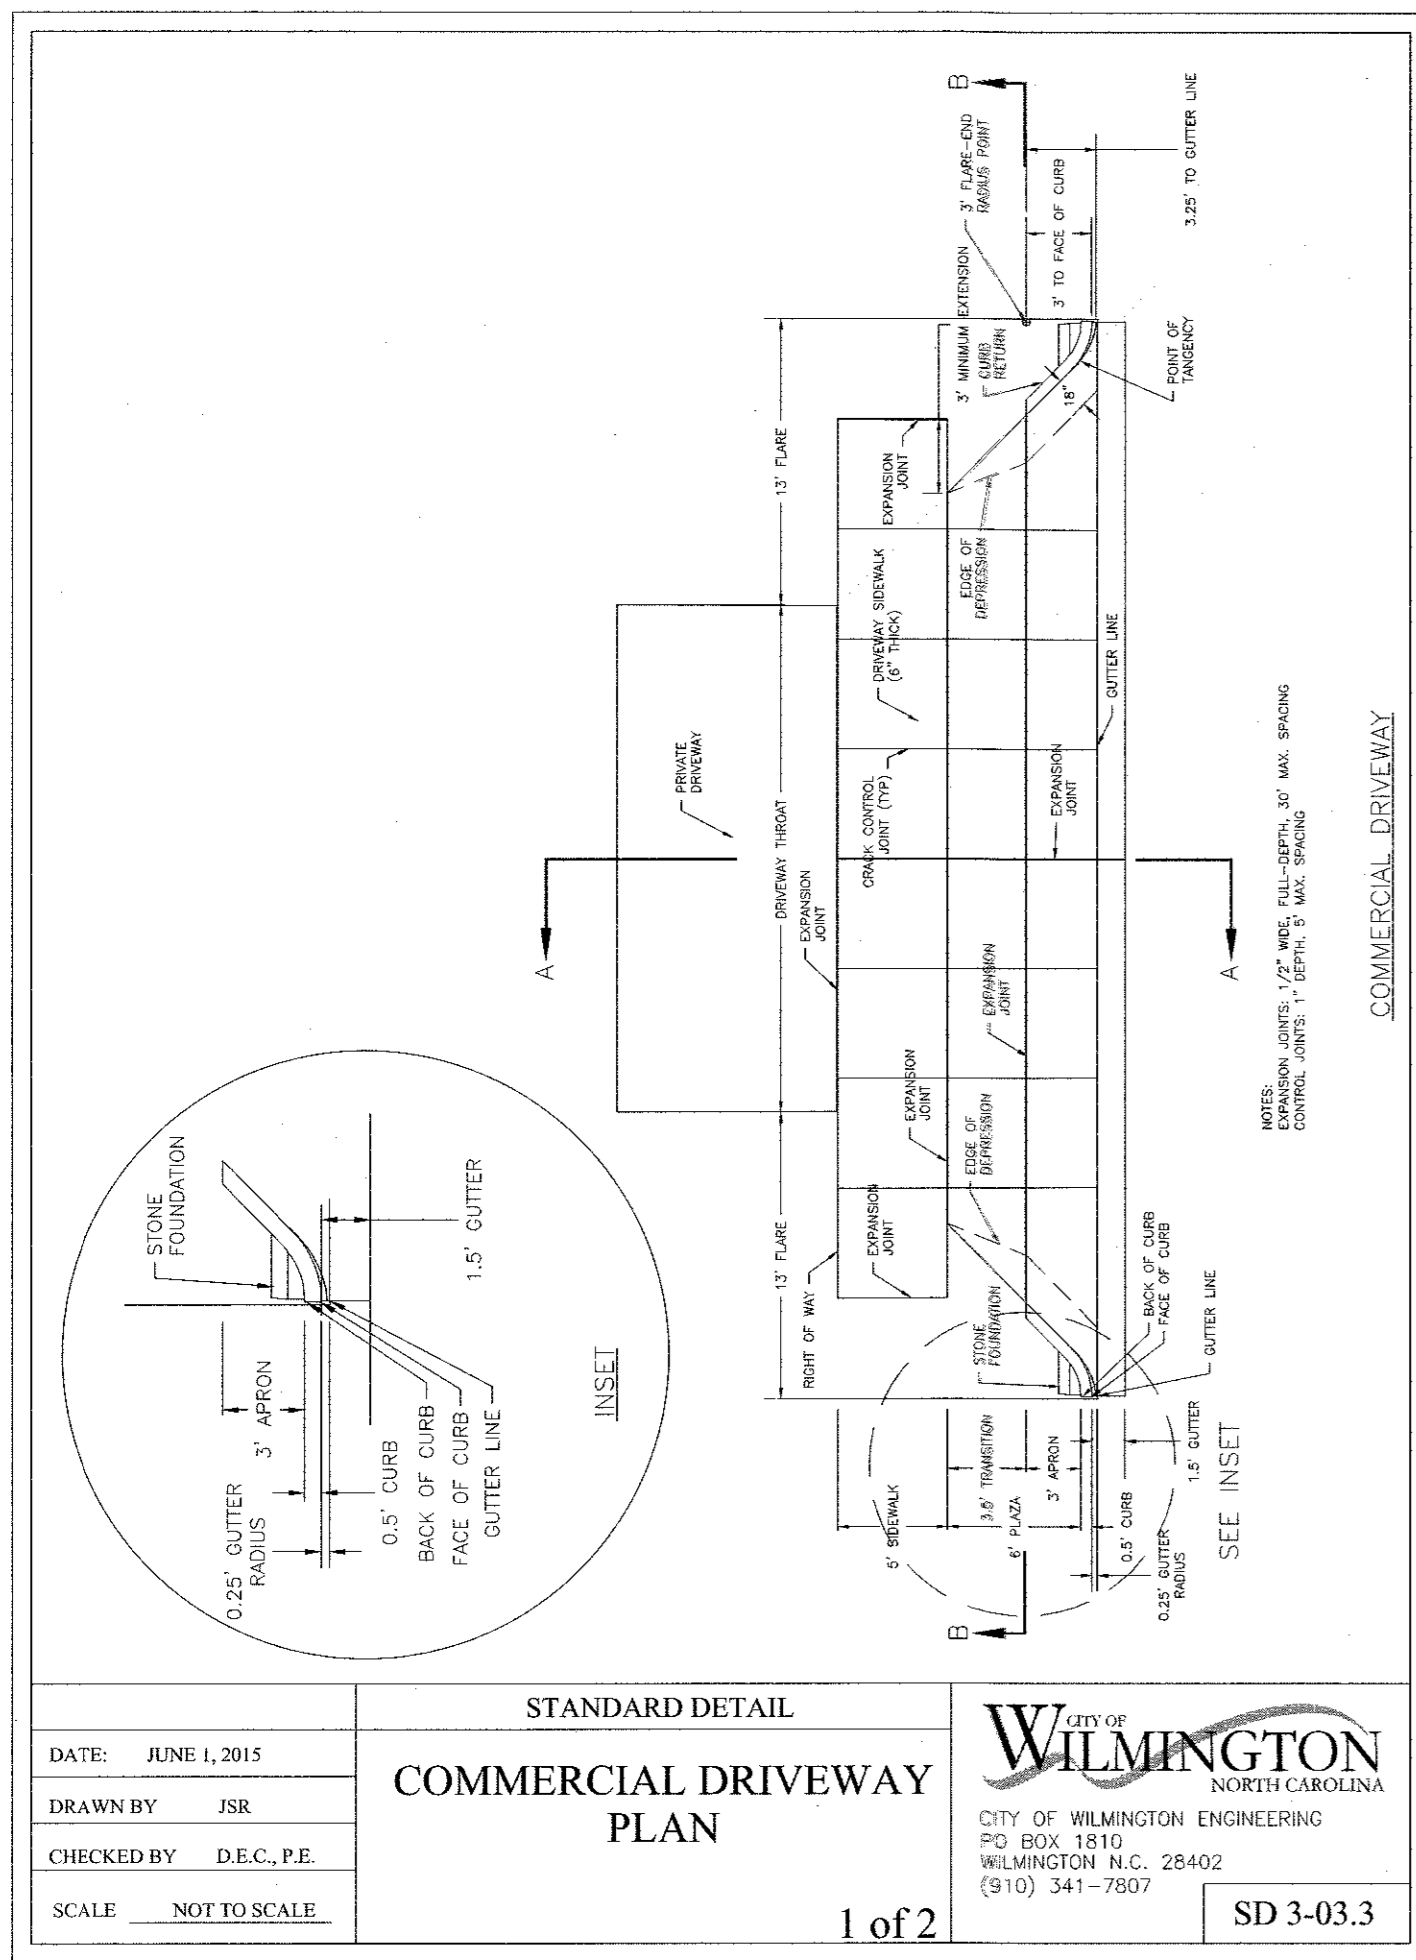 B
3' FLARE-END
RADIUS POINT
3.25' TO GUTTER LINE
3' TO FACE OF CURB
3' MINIMUM EXTENSION
CURB
RETURN
18"
POINT OF
TANGENCY
13' FLARE
EXPANSION
JOINT
EDGE OF
DEPRESSION
DRIVEWAY SIDEWALK
(6" THICK)
GUTTER LINE
PRIVATE
DRIVEWAY
CRACK CONTROL
JOINT (TYP)
EXPANSION
JOINT
DRIVEWAY THROAT
EXPANSION
JOINT
A
A
EXPANSION
JOINT
EXPANSION
JOINT
EDGE OF
DEPRESSION
13' FLARE
EXPANSION
JOINT
RIGHT OF WAY
STONE
FOUNDATION
BACK OF CURB
FACE OF CURB
GUTTER LINE
5' SIDEWALK
3.5' TRANSITION
6' PLAZA
3' APRON
0.5' CURB
1.5' GUTTER
0.25' GUTTER
RADIUS
SEE INSET
B
STONE
FOUNDATION
1.5' GUTTER
3' APRON
0.25' GUTTER
RADIUS
0.5' CURB
BACK OF CURB
FACE OF CURB
GUTTER LINE
INSET
NOTES:
EXPANSION JOINTS: 1/2" WIDE, FULL-DEPTH, 30' MAX. SPACING
CONTROL JOINTS: 1" DEPTH, 5' MAX. SPACING
COMMERCIAL DRIVEWAY
DATE: JUNE 1, 2015
DRAWN BY JSR
CHECKED BY D.E.C., P.E.
SCALE NOT TO SCALE
STANDARD DETAIL
COMMERCIAL DRIVEWAY
PLAN
1 of 2
CITY OF
WILMINGTON
NORTH CAROLINA
CITY OF WILMINGTON ENGINEERING
PO BOX 1810
WILMINGTON N.C. 28402
(910) 341-7807
SD 3-03.3